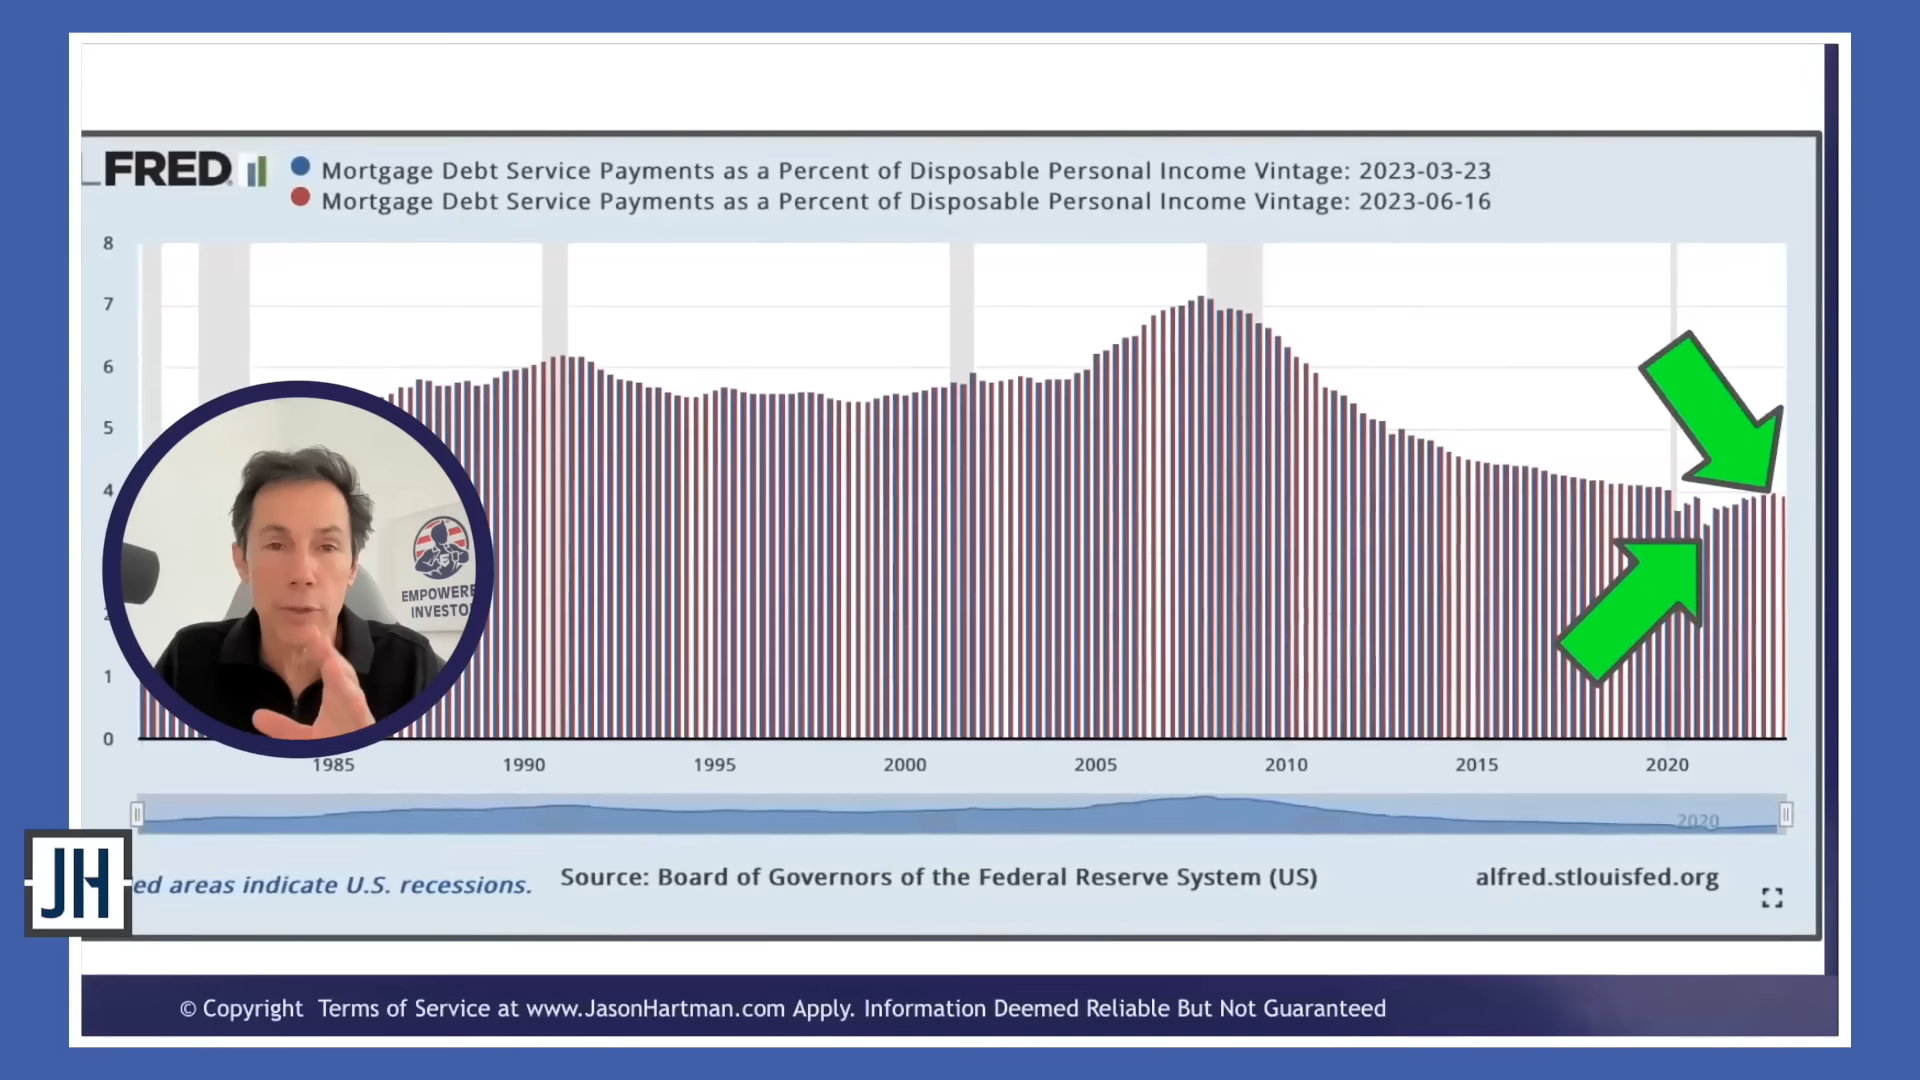 FRED
Mortgage Debt Service Payments as a Percent of Disposable Personal Income Vintage: 2023-03-23
Mortgage Debt Service Payments as a Percent of Disposable Personal Income Vintage: 2023-06-16
8
7
6
5
4
1
0
EMPOWERE
INVESTO
1985 1990 1995 2000 2005 2010 2015 2020
2020
JH
ed areas indicate U.S. recessions.
Source: Board of Governors of the Federal Reserve System (US)
alfred.stlouisfed.org
© Copyright Terms of Service at www.JasonHartman.com Apply. Information Deemed Reliable But Not Guaranteed